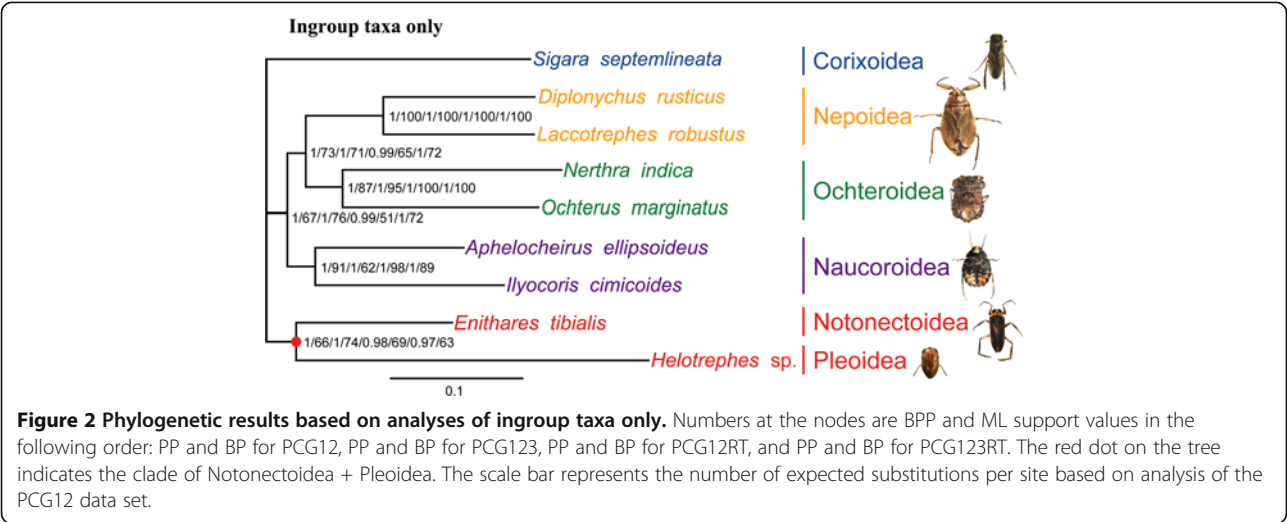 Ingroup taxa only
Sigara septemlineata
Corixoidea
Diplonychus rusticus
1/100/1/100/1/100/1/100
Laccotrephes robustus
Nepoidea
1/73/1/71/0.99/65/1/72
Nerthra indica
1/87/1/95/1/100/1/100
Ochterus marginatus
Ochteroidea
1/67/1/76/0.99/51/1/72
Aphelocheirus ellipsoideus
1/91/1/62/1/98/1/89
Ilyocoris cimicoides
Naucoroidea
Enithares tibialis
Notonectoidea
1/66/1/74/0.98/69/0.97/63
Helotrephes sp.
Pleoidea
0.1
Figure 2 Phylogenetic results based on analyses of ingroup taxa only. Numbers at the nodes are BPP and ML support values in the
following order: PP and BP for PCG12, PP and BP for PCG123, PP and BP for PCG12RT, and PP and BP for PCG123RT. The red dot on the tree
indicates the clade of Notonectoidea + Pleoidea. The scale bar represents the number of expected substitutions per site based on analysis of the
PCG12 data set.